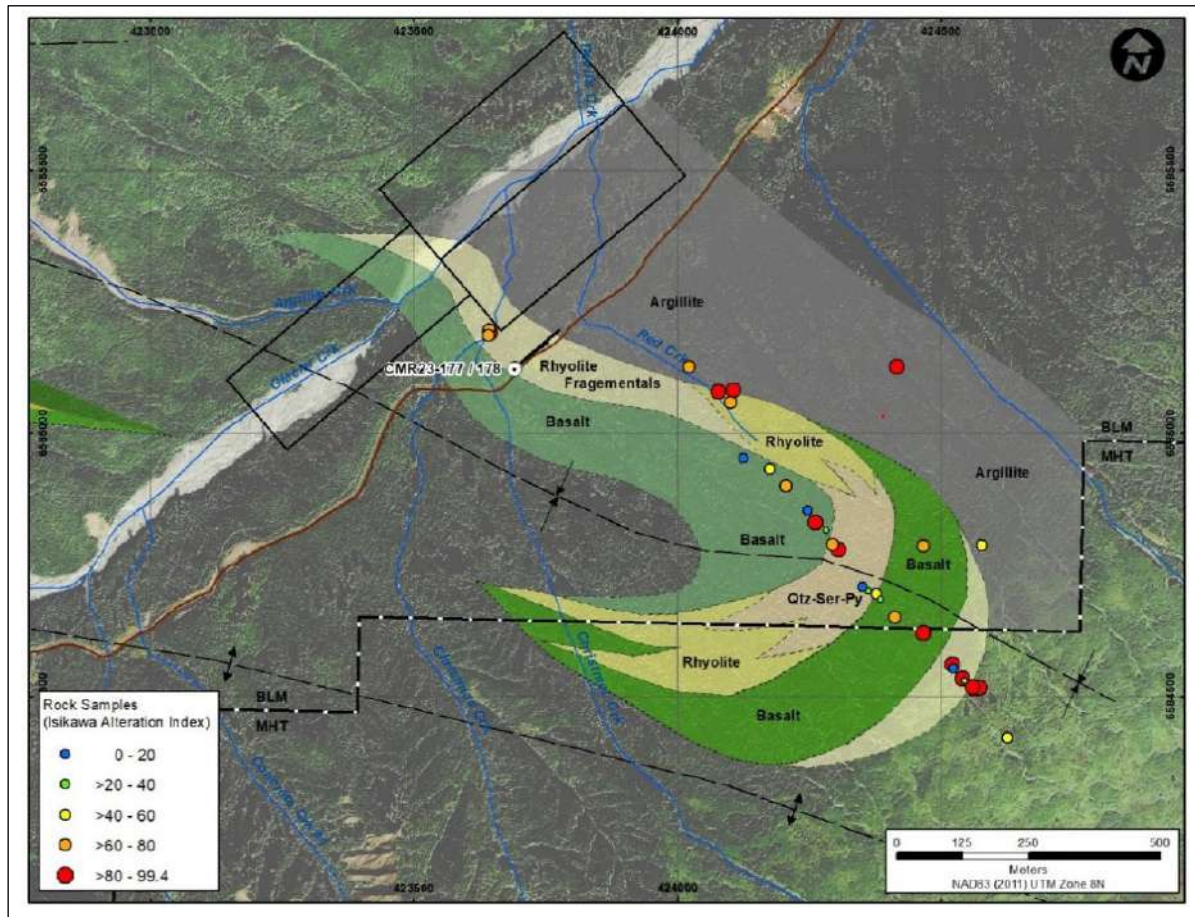 423000
423500
424000
424500
N
Argillite
Red Crk
CMR23-177 / 178
Rhyolite
Fragementals
Glacier Crk
Basalt
Rhyolite
BLM
MHT
Argillite
Basalt
Basalt
Qtz-Ser-Py
Rhyolite
Basalt
Christmas Crk
BLM
MHT
Rock Samples
(Isikawa Alteration Index)
0 - 20
>20 - 40
>40 - 60
>60 - 80
>80 - 99.4
423500
424000
0 125 250 500
Meters
NAD83 (2011) UTM Zone 8N